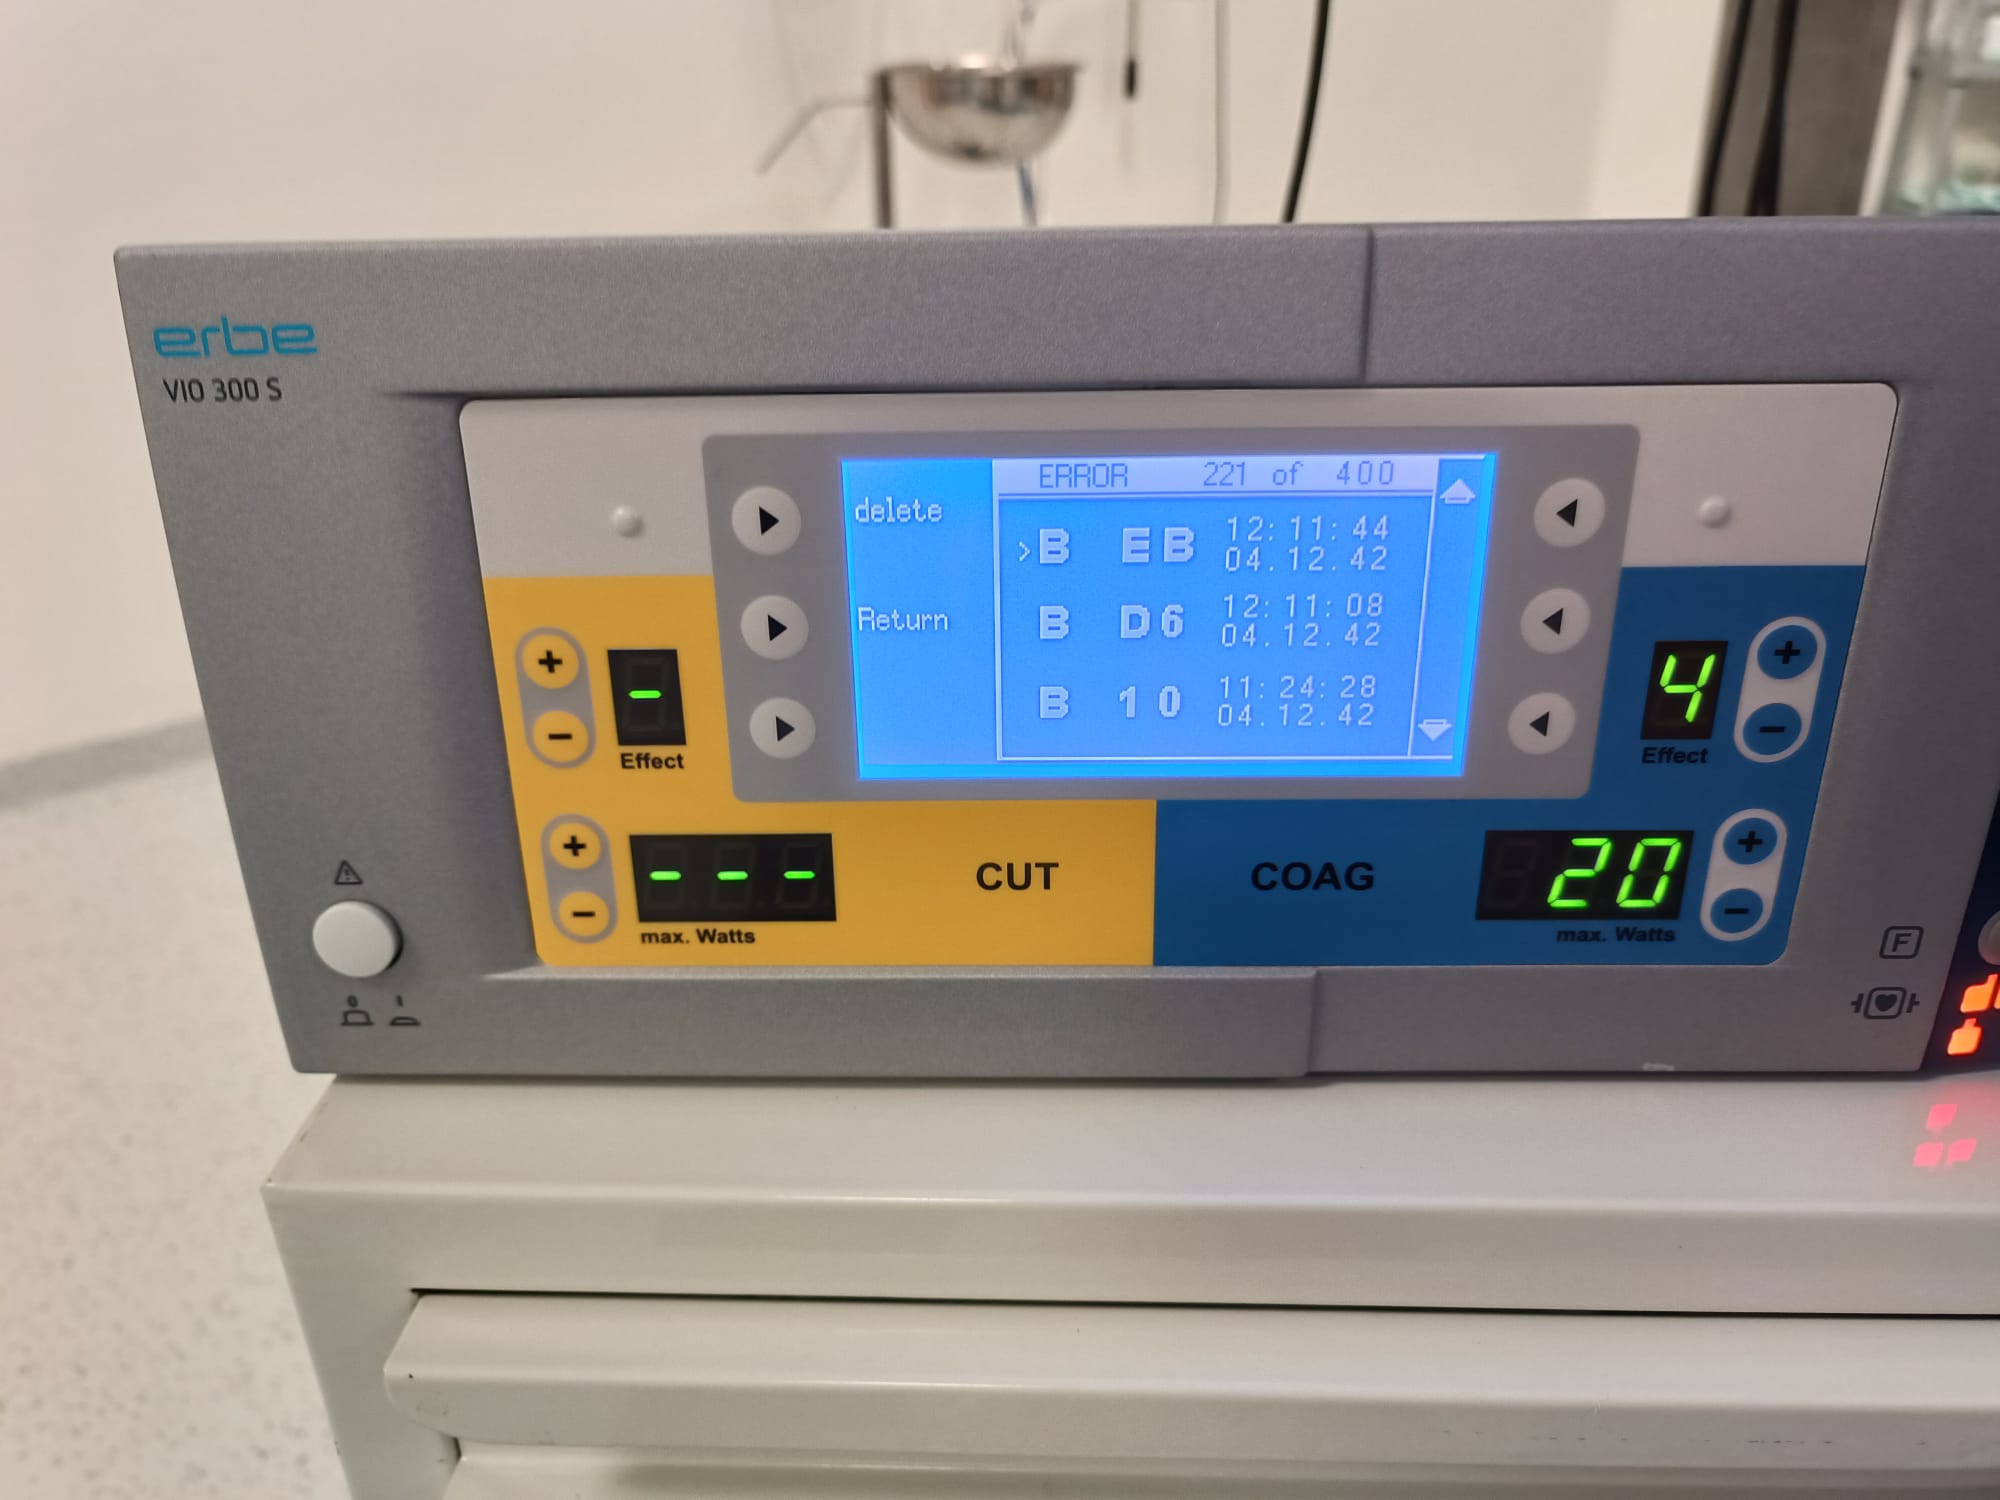 erbe
VIO 300 S
ERROR 221 of 400
delete
>B EB 12:11:44
04.12.42
Return
B D6 12:11:08
04.12.42
B 10 11:24:28
04.12.42
+
-
-
Effect
4
Effect
+
-
+
-
---
max. Watts
CUT
COAG
20
max. Watts
+
-
F
0 I